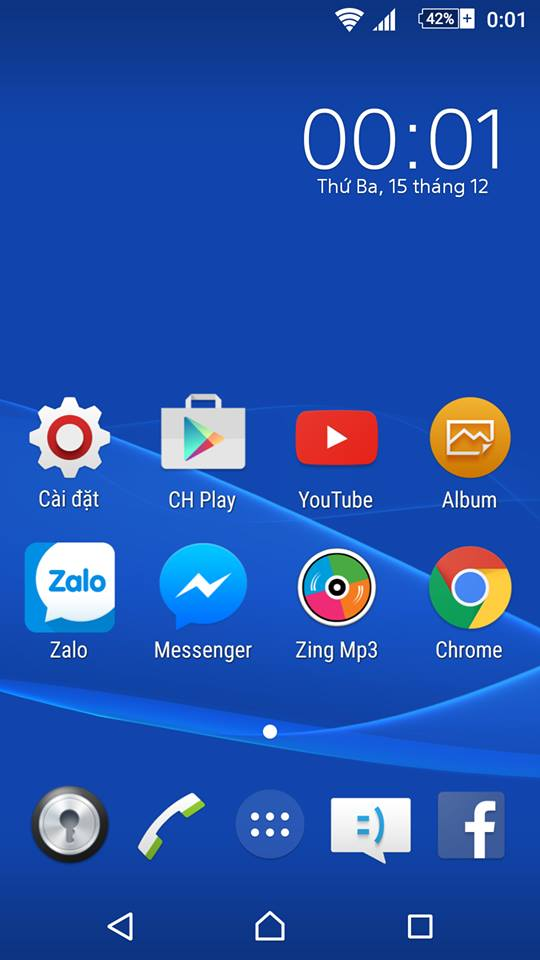 42% 0:01
00:01
Thứ Ba, 15 tháng 12
Cài đặt CH Play YouTube Album
Zalo
Zalo Messenger Zing Mp3 Chrome